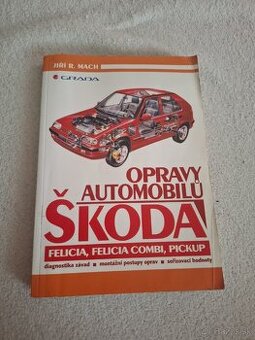 JIŘÍ R. MACH
GRADA
OPRAVY
AUTOMOBILŮ
ŠKODA
FELICIA, FELICIA COMBI, PICKUP
diagnostika závad ■ montážní postupy oprav ■ seřizovací hodnoty